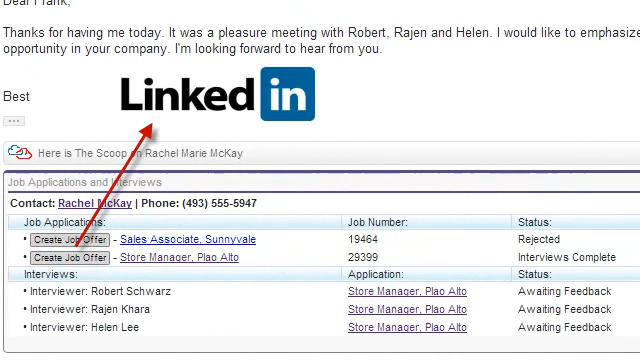 Dear Frank,
Thanks for having me today. It was a pleasure meeting with Robert, Rajen and Helen. I would like to emphasize
opportunity in your company. I'm looking forward to hear from you.
Best
Linked in
Here is The Scoop on Rachel Marie McKay
Job Applications and Interviews
Contact: Rachel McKay | Phone: (493) 555-5947
Job Applications: Job Number: Status:
• Create Job Offer - Sales Associate, Sunnyvale 19464 Rejected
• Create Job Offer - Store Manager, Plao Alto 29399 Interviews Complete
Interviews: Application: Status:
• Interviewer: Robert Schwarz Store Manager, Plao Alto Awaiting Feedback
• Interviewer: Rajen Khara Store Manager, Plao Alto Awaiting Feedback
• Interviewer: Helen Lee Store Manager, Plao Alto Awaiting Feedback